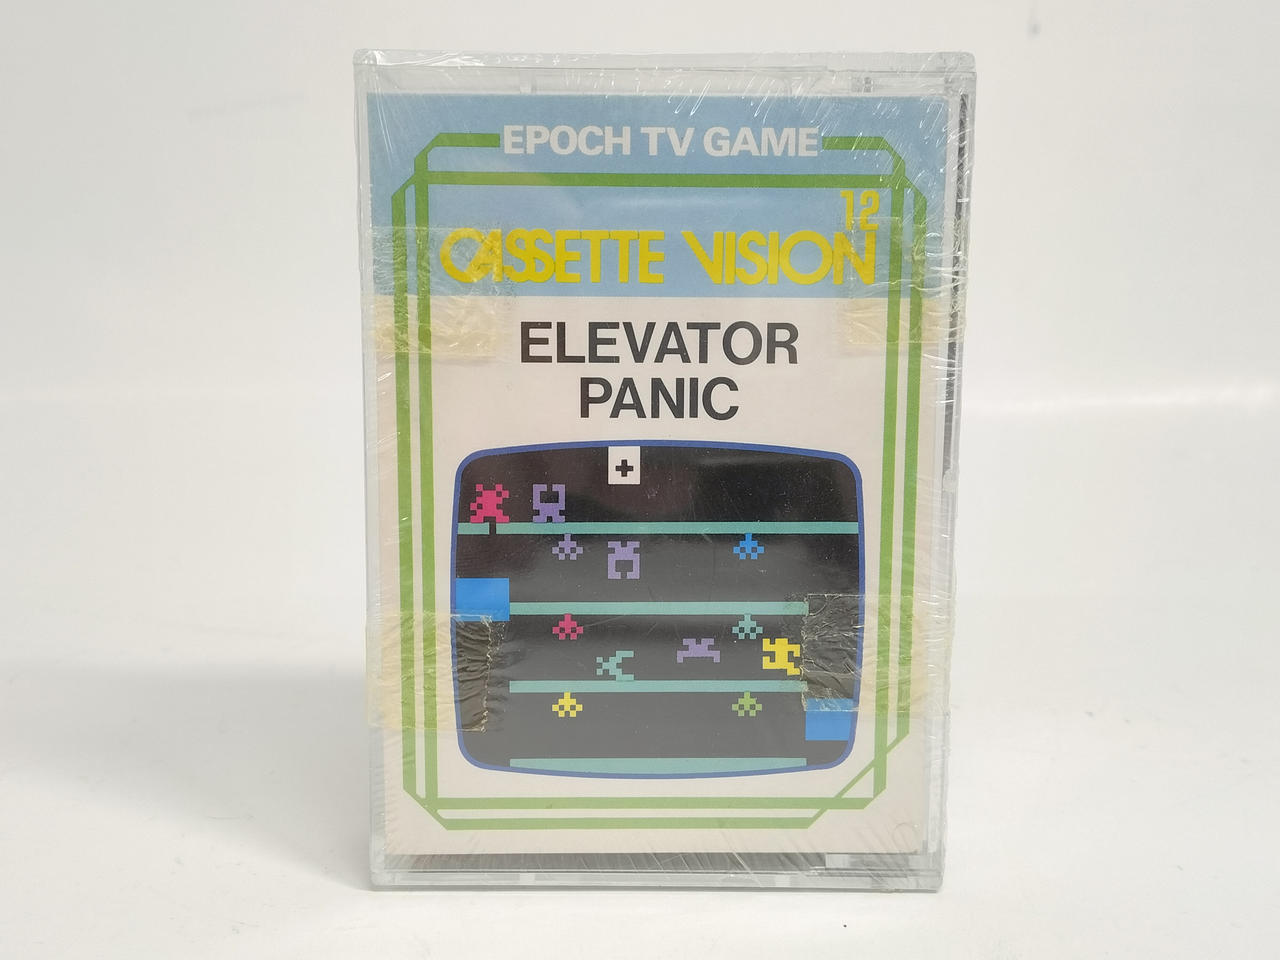 EPOCH TV GAME
12
CASSETTE VISION
ELEVATOR
PANIC